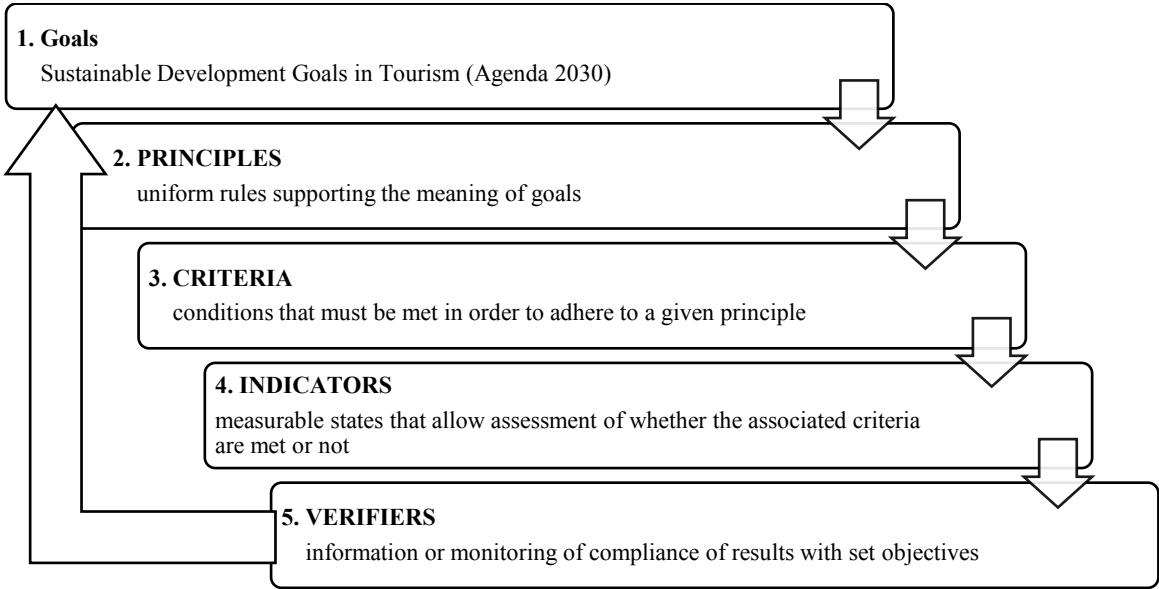 1. Goals
Sustainable Development Goals in Tourism (Agenda 2030)
2. PRINCIPLES
uniform rules supporting the meaning of goals
3. CRITERIA
conditions that must be met in order to adhere to a given principle
4. INDICATORS
measurable states that allow assessment of whether the associated criteria
are met or not
5. VERIFIERS
information or monitoring of compliance of results with set objectives